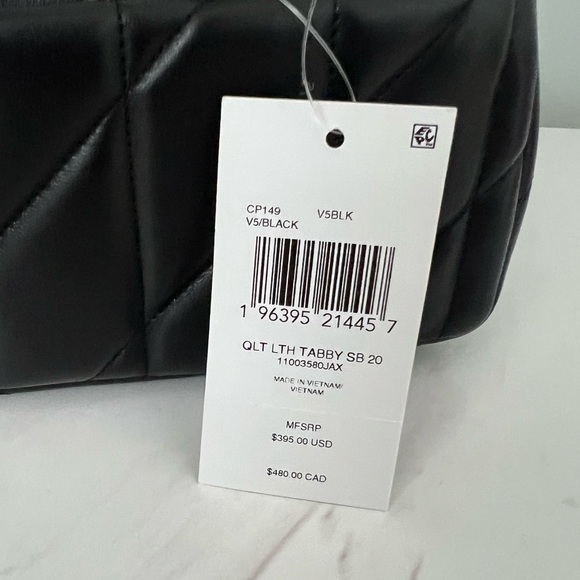 CP149 V5BLK
V5/BLACK
1 96395 21445 7
QLT LTH TABBY SB 20
11003580JAX
MADE IN VIETNAM/
VIETNAM
MFSRP
$395.00 USD
$480.00 CAD